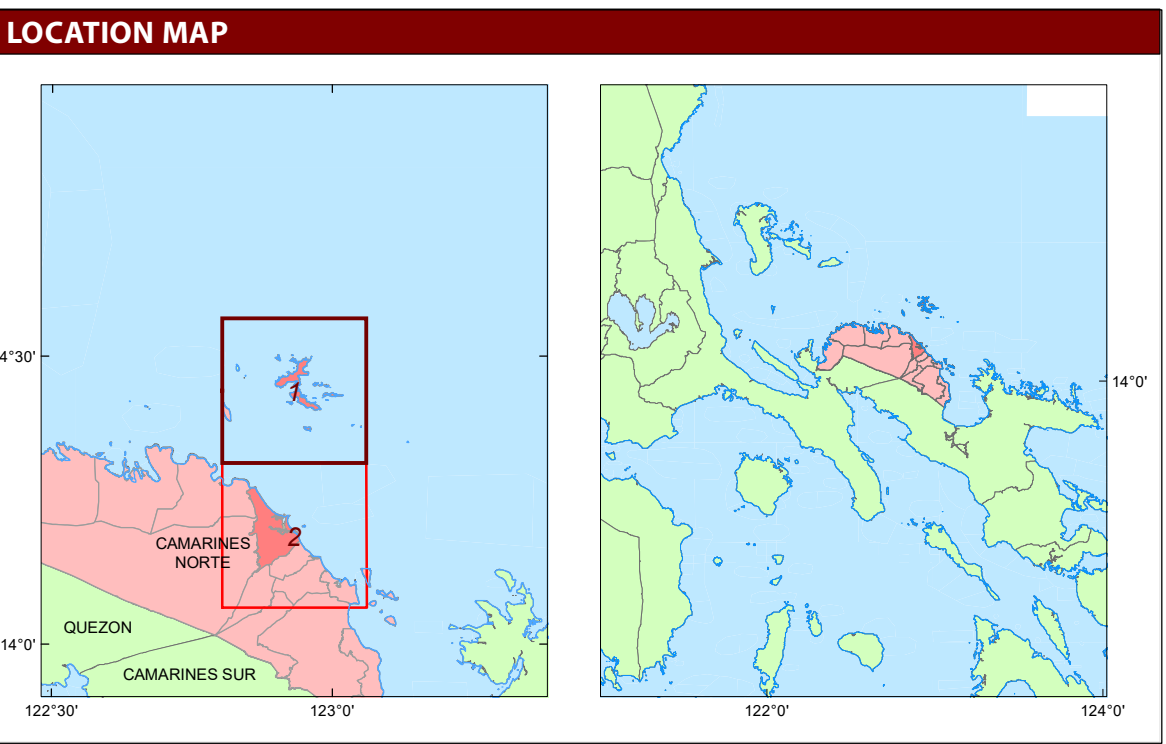 LOCATION MAP
4°30'
1
2
CAMARINES
NORTE
QUEZON
14°0'
CAMARINES SUR
122°30'
123°0'
14°0'
122°0'
124°0'